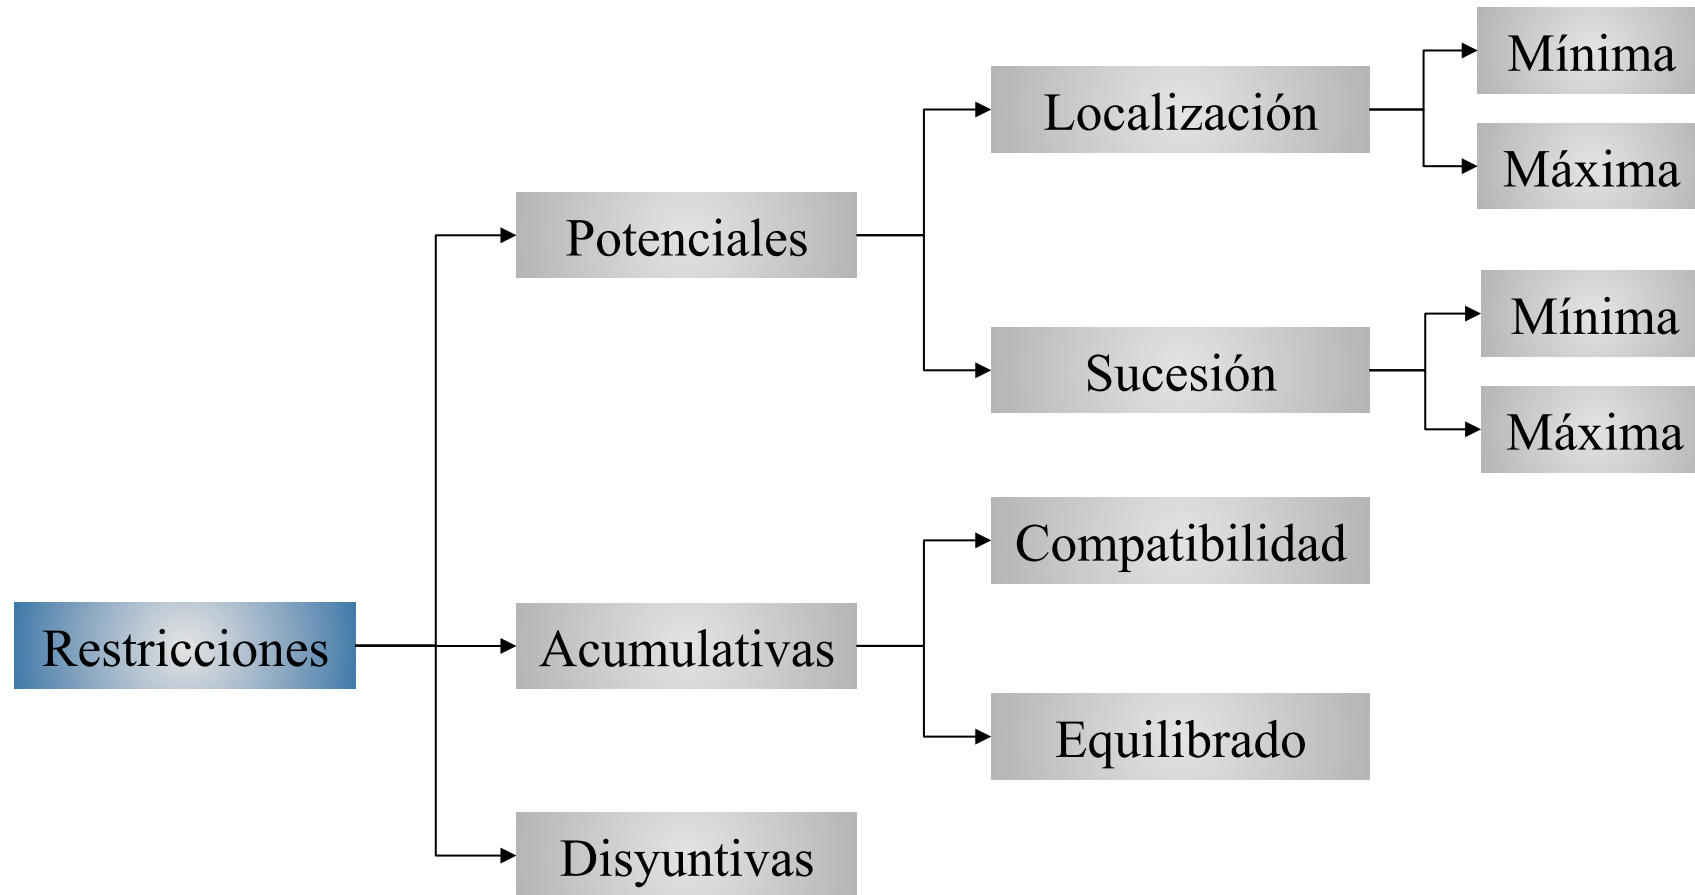 Restricciones
Potenciales
Localización
Mínima
Máxima
Sucesión
Mínima
Máxima
Acumulativas
Compatibilidad
Equilibrado
Disyuntivas